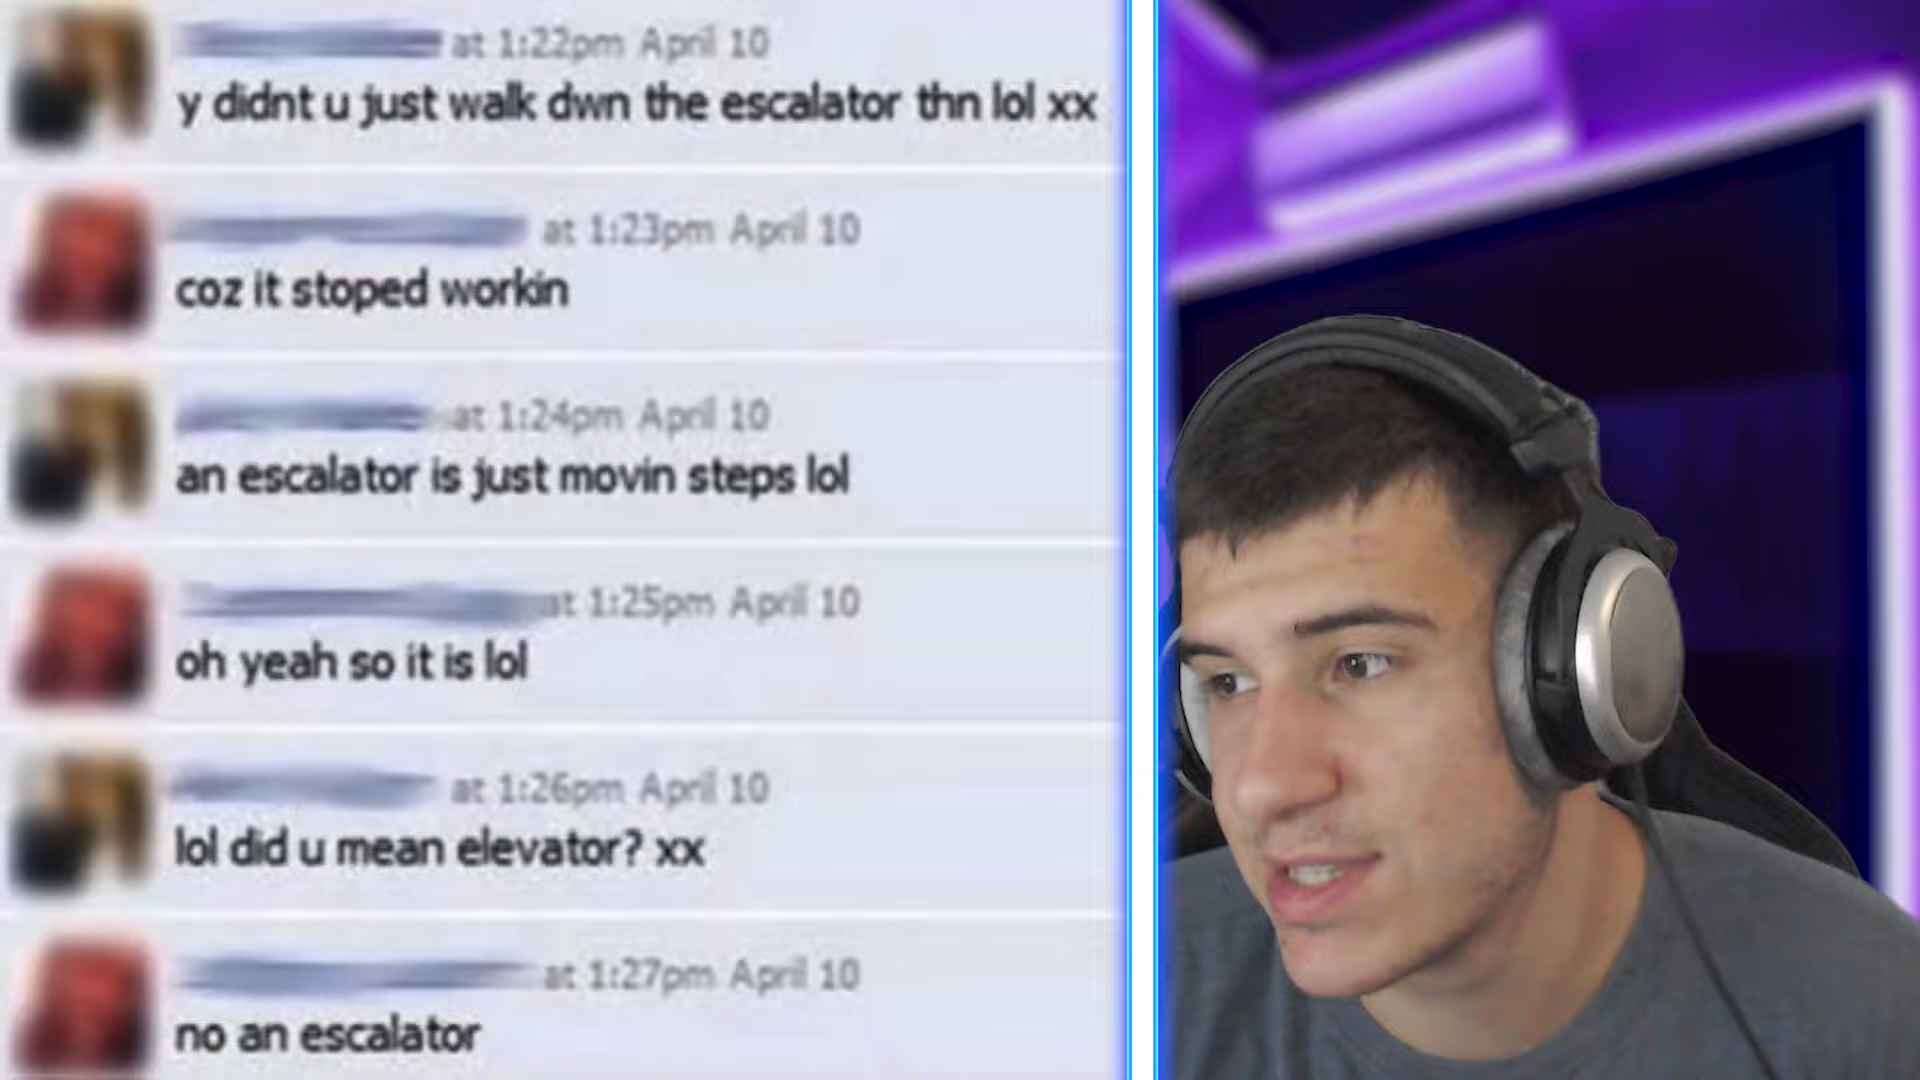 at 1:22pm April 10
y didnt u just walk dwn the escalator thn lol xx
at 1:23pm April 10
coz it stoped workin
at 1:24pm April 10
an escalator is just movin steps lol
at 1:25pm April 10
oh yeah so it is lol
at 1:26pm April 10
lol did u mean elevator? xx
at 1:27pm April 10
no an escalator